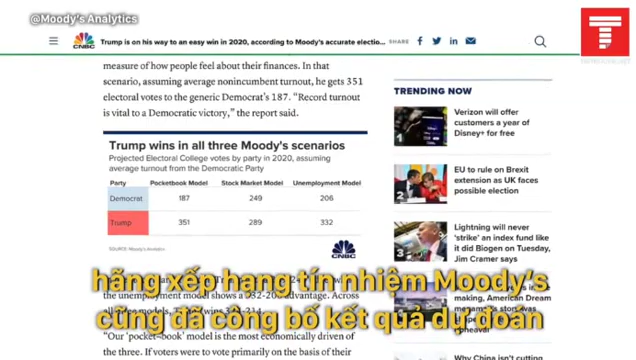 @Moody's Analytics
CNBC
Trump is on his way to an easy win in 2020, according to Moody's accurate electio...
SHARE
measure of how people feel about their finances. In that
scenario, assuming average nonincumbent turnout, he gets 351
electoral votes to the generic Democrat's 187. "Record turnout
is vital to a Democratic victory," the report said.
Trump wins in all three Moody's scenarios
Projected Electoral College votes by party in 2020, assuming
average turnout from the Democratic Party
Party Pocketbook Model Stock Market Model Unemployment Model
Democrat 187 249 206
Trump 351 289 332
SOURCE: Moody's Analytics
CNBC
the unemployment model shows a 332-206 advantage. Across
"Our 'pocket-book' model is the most economically driven of
the three. If voters were to vote primarily on the basis of their
TRENDING NOW
1
Verizon will offer
customers a year of
Disney+ for free
2
EU to rule on Brexit
extension as UK faces
possible election
3
Lightning will never
'strike' an index fund like
it did Biogen on Tuesday,
Jim Cramer says
making, American Dream
upheaval
Why China isn't cutting
hãng xếp hạng tín nhiệm Moody's
cũng đã công bố kết quả dự đoán